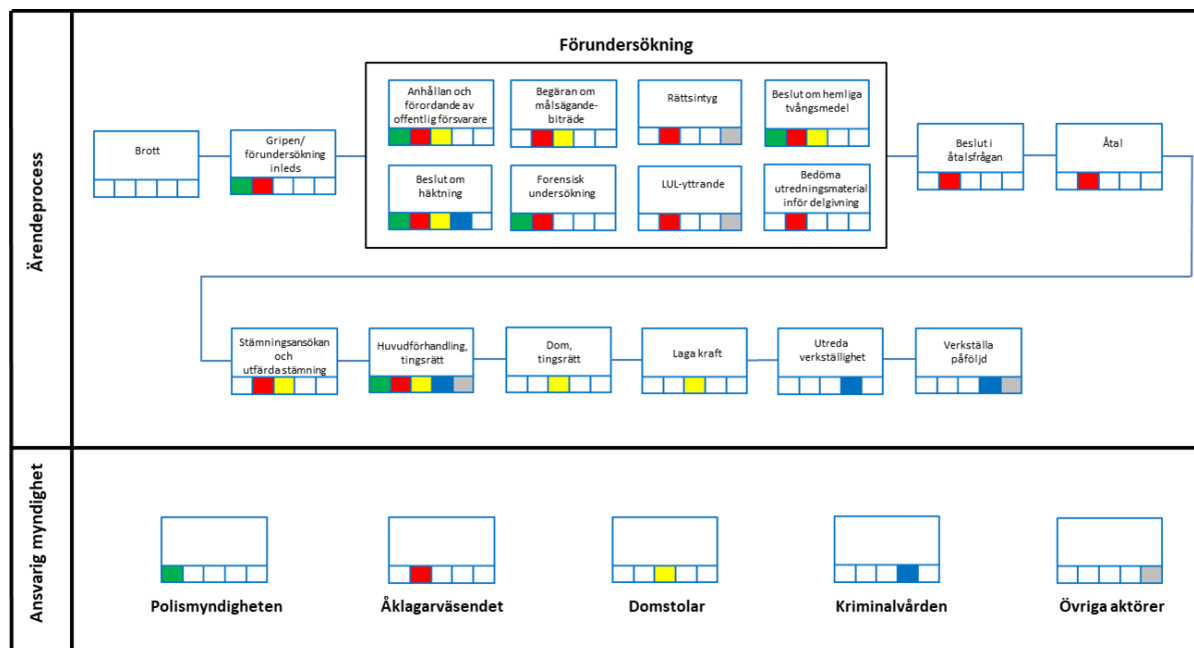 Ärendeprocess
Förundersökning
Brott
Gripen/
förundersökning
inleds
Anhållan och
förordande av
offentlig försvarare
Begäran om
målsägande-
biträde
Rättsintyg
Beslut om hemliga
tvångsmedel
Beslut om
häktning
Forensisk
undersökning
LUL-yttrande
Bedöma
utredningsmaterial
inför delgivning
Beslut i
åtalsfrågan
Åtal
Stämningsansökan
och
utfärda stämning
Huvudförhandling,
tingsrätt
Dom,
tingsrätt
Laga kraft
Utreda
verkställighet
Verkställa
påföljd
Ansvarig myndighet
Polismyndigheten
Åklagarväsendet
Domstolar
Kriminalvården
Övriga aktörer